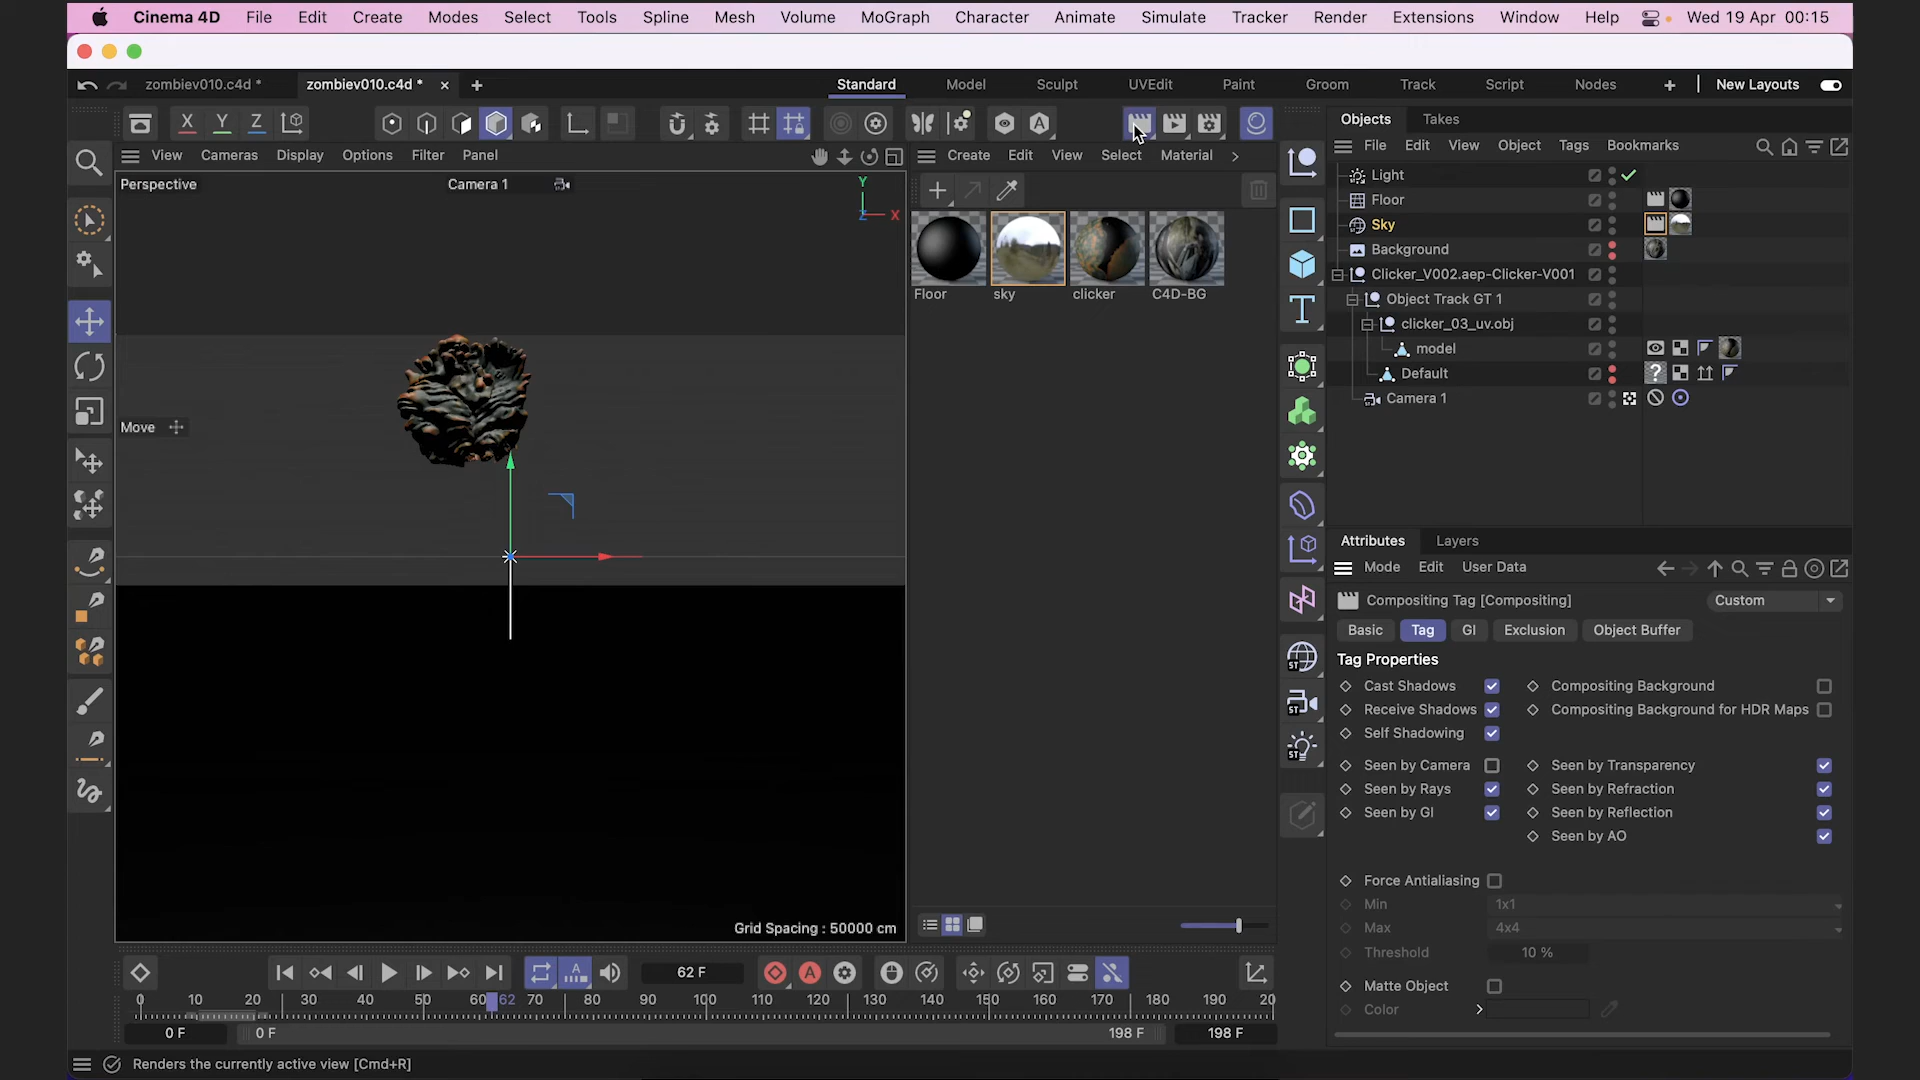 Cinema 4D File Edit Create Modes Select Tools Spline Mesh Volume MoGraph Character Animate Simulate Tracker Render Extensions Window Help Wed 19 Apr 00:15
zombiev010.c4d * zombiev010.c4d * Standard Model Sculpt UVEdit Paint Groom Track Script Nodes New Layouts
X Y Z
Objects Takes
View Cameras Display Options Filter Panel
Create Edit View Select Material
File Edit View Object Tags Bookmarks
Perspective Camera 1
Y
X
Z
Light
Floor
Sky
Background
Clicker_V002.aep-Clicker-V001
Object Track GT 1
clicker_03_uv.obj
model
Default
Camera 1
Floor sky clicker C4D-BG
Move
Grid Spacing : 50000 cm
ST
ST
ST
Attributes Layers
Mode Edit User Data
Compositing Tag [Compositing] Custom
Basic Tag GI Exclusion Object Buffer
Tag Properties
Cast Shadows Compositing Background
Receive Shadows Compositing Background for HDR Maps
Self Shadowing
Seen by Camera Seen by Transparency
Seen by Rays Seen by Refraction
Seen by GI Seen by Reflection
Seen by AO
Force Antialiasing
Min 1x1
Max 4x4
Threshold 10 %
Matte Object
Color
62 F
0 10 20 30 40 50 60 62 70 80 90 100 110 120 130 140 150 160 170 180 190 20
0 F 0 F 198 F 198 F
Renders the currently active view [Cmd+R]